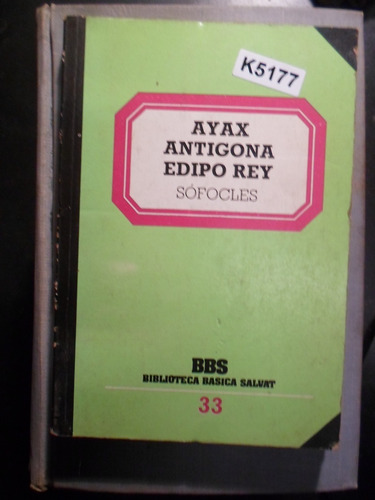 K5177
AYAX
ANTIGONA
EDIPO REY
SÓFOCLES
BBS
BIBLIOTECA BASICA SALVAT
33